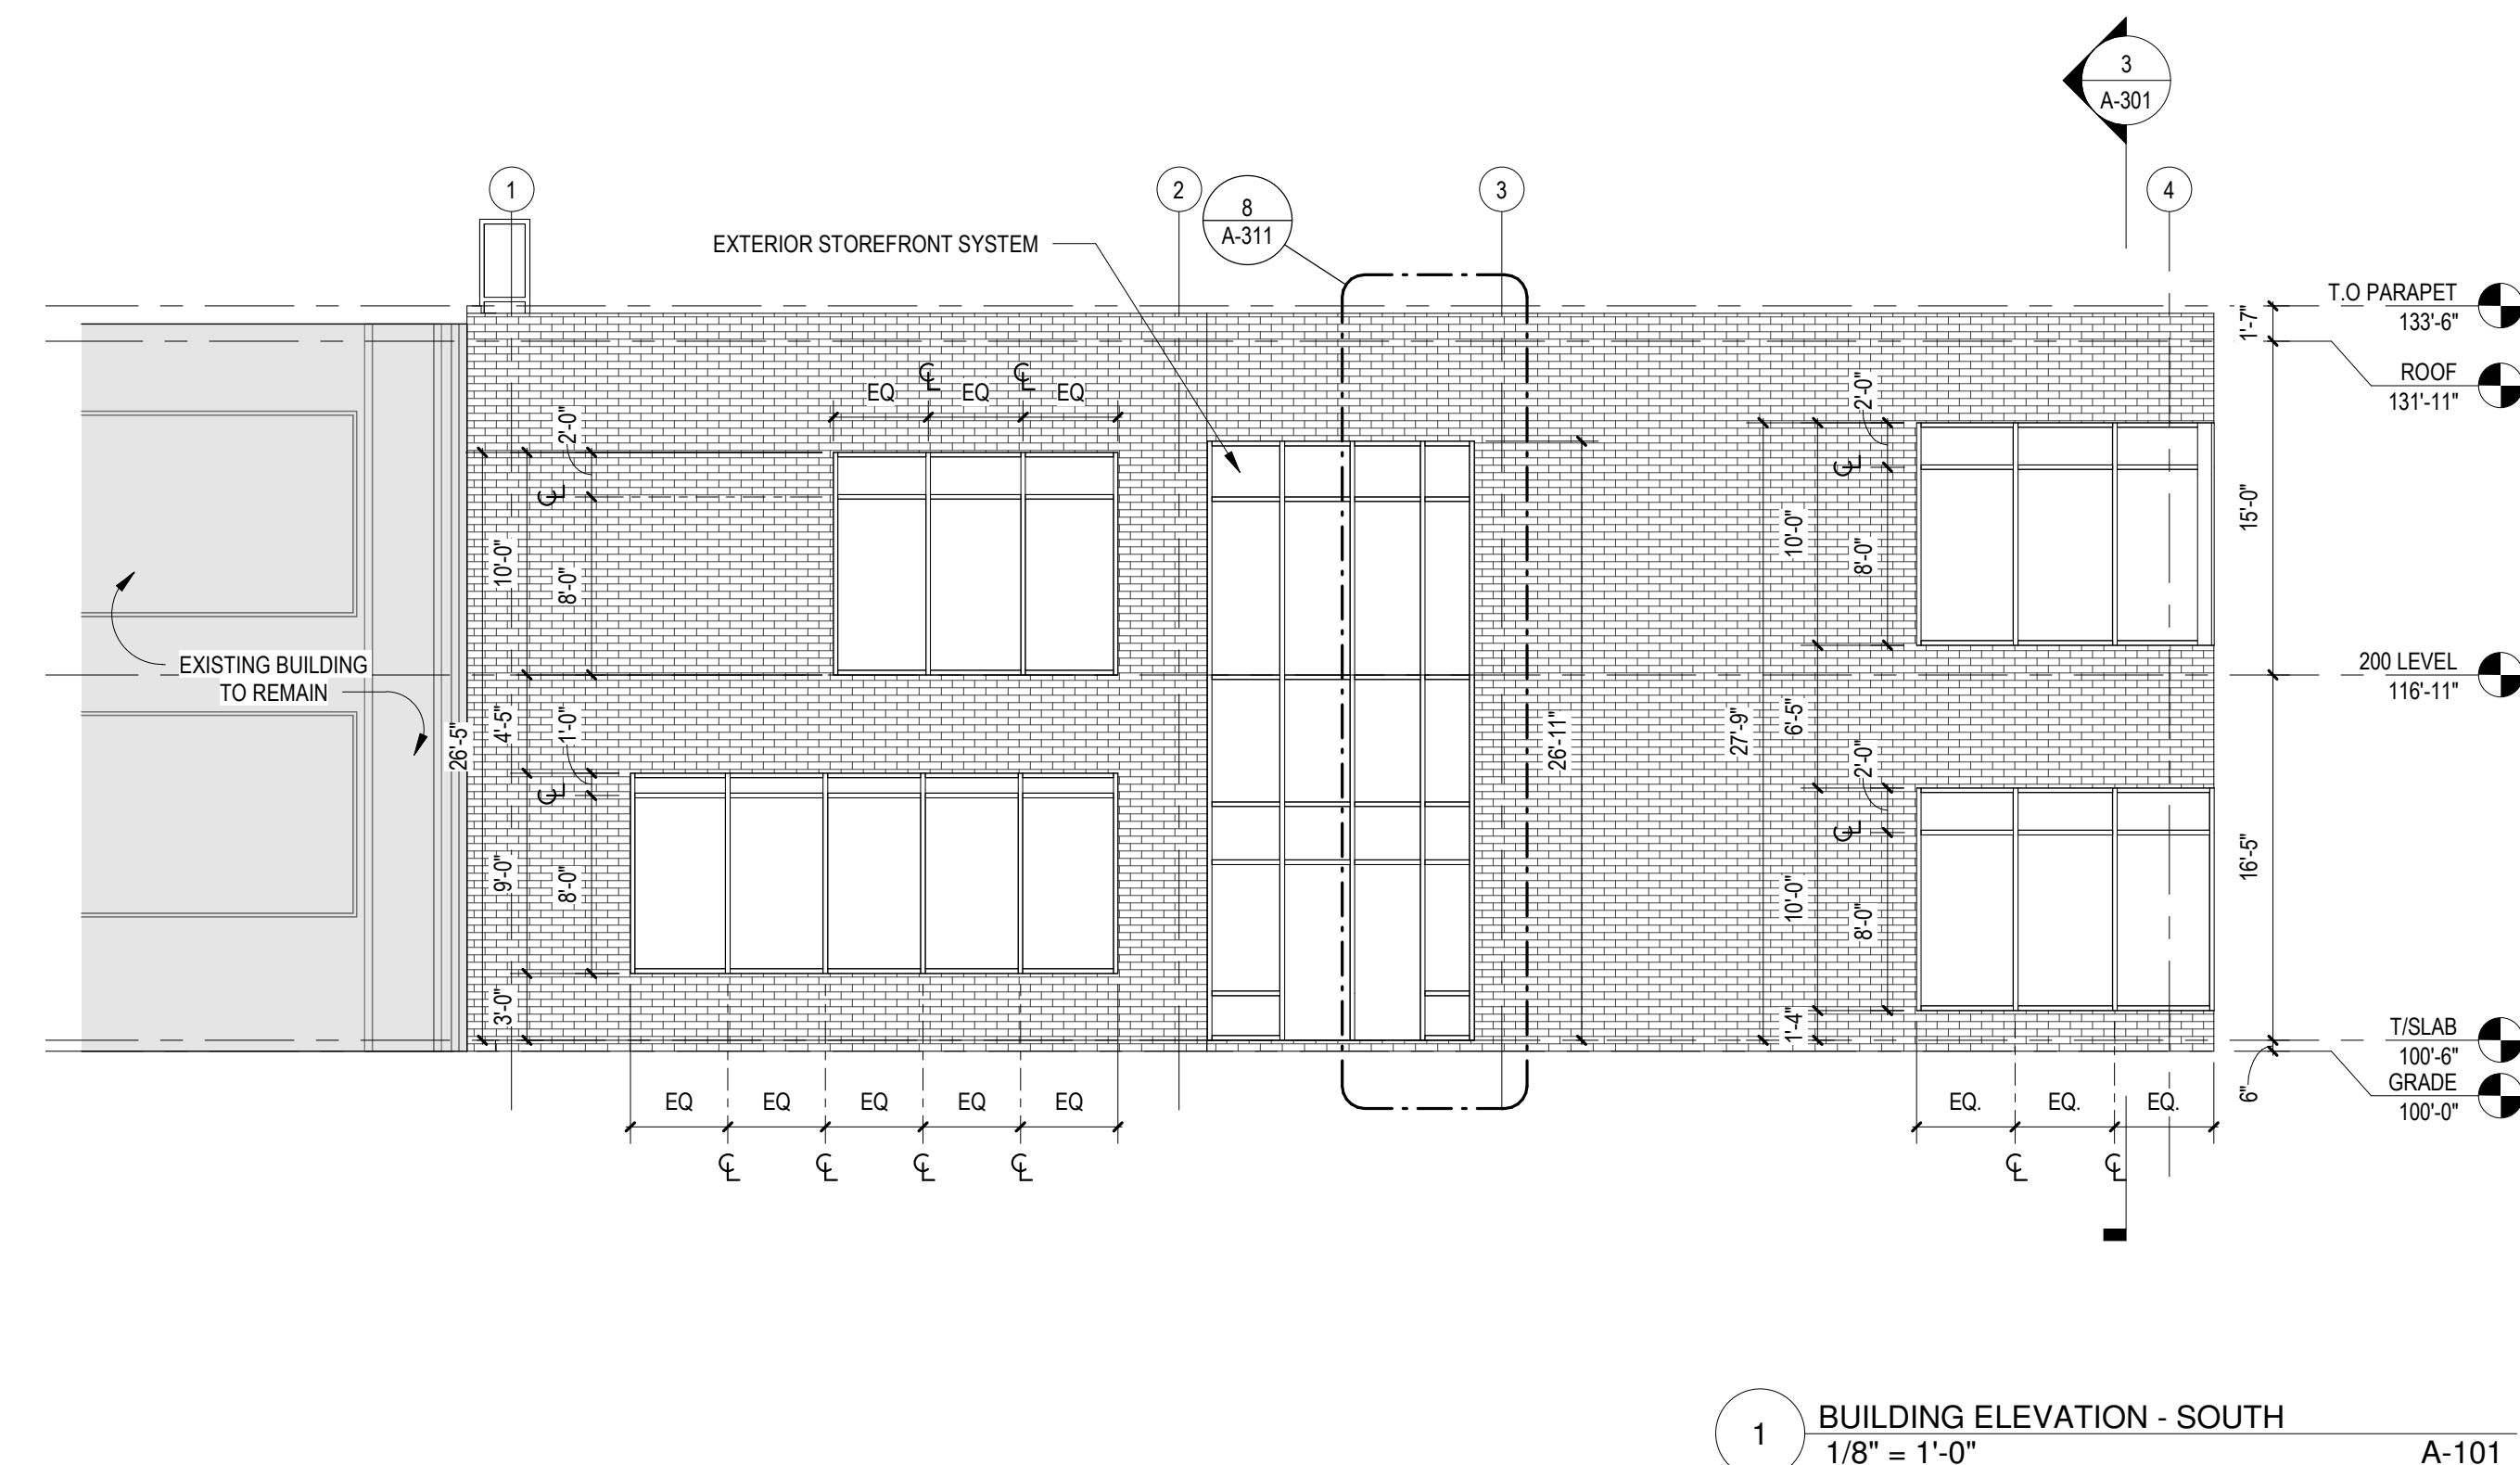 3
A-301
1
2
3
4
8
A-311
EXTERIOR STOREFRONT SYSTEM
T.O PARAPET
133'-6"
1'-7"
ROOF
131'-11"
EQ
EQ
EQ
2'-0"
2'-0"
10'-0"
8'-0"
10'-0"
8'-0"
15'-0"
EXISTING BUILDING
TO REMAIN
200 LEVEL
116'-11"
26'-5"
4'-5"
1'-0"
26'-11"
27'-9"
6'-5"
2'-0"
9'-0"
8'-0"
10'-0"
8'-0"
16'-5"
3'-0"
1'-4"
T/SLAB
100'-6"
GRADE
100'-0"
6"
EQ
EQ
EQ
EQ
EQ
EQ.
EQ.
EQ.
1
BUILDING ELEVATION - SOUTH
1/8" = 1'-0"
A-101